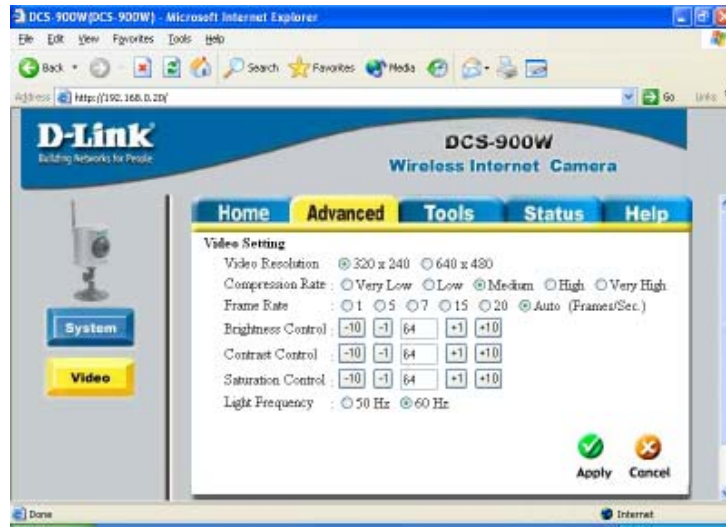 DCS-900W(DCS-900W) - Microsoft Internet Explorer
File Edit View Favorites Tools Help
Back Search Favorites Media
Address http://192.168.0.20/ Go Links
D-Link
Building Networks for People
DCS-900W
Wireless Internet Camera
Home Advanced Tools Status Help
System
Video
Video Setting
Video Resolution 320 x 240 640 x 480
Compression Rate : Very Low Low Medium High Very High
Frame Rate : 1 5 7 15 20 Auto (Frames/Sec.)
Brightness Control : -10 -1 64 +1 +10
Contrast Control : -10 -1 64 +1 +10
Saturation Control : -10 -1 64 +1 +10
Light Frequency : 50 Hz 60 Hz
Apply Cancel
Done Internet